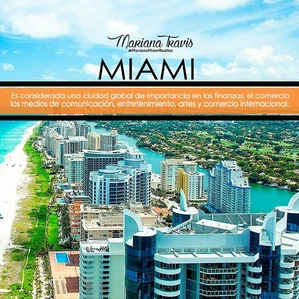 Mariana Travis
#MarianaMiamiRealtor
MIAMI
Es considerada una ciudad global de importancia en las finanzas, el comercio
los medios de comunicación, entretenimiento, artes y comercio internacional.